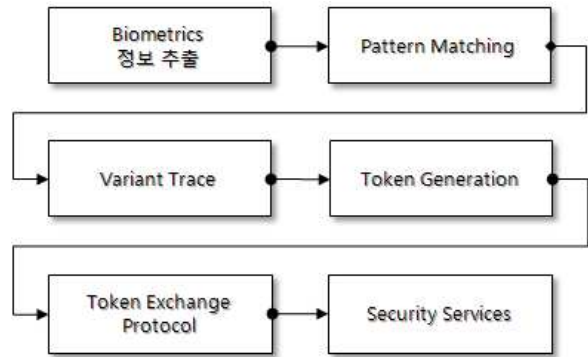 Biometrics
정보 추출
Pattern Matching
Variant Trace
Token Generation
Token Exchange
Protocol
Security Services